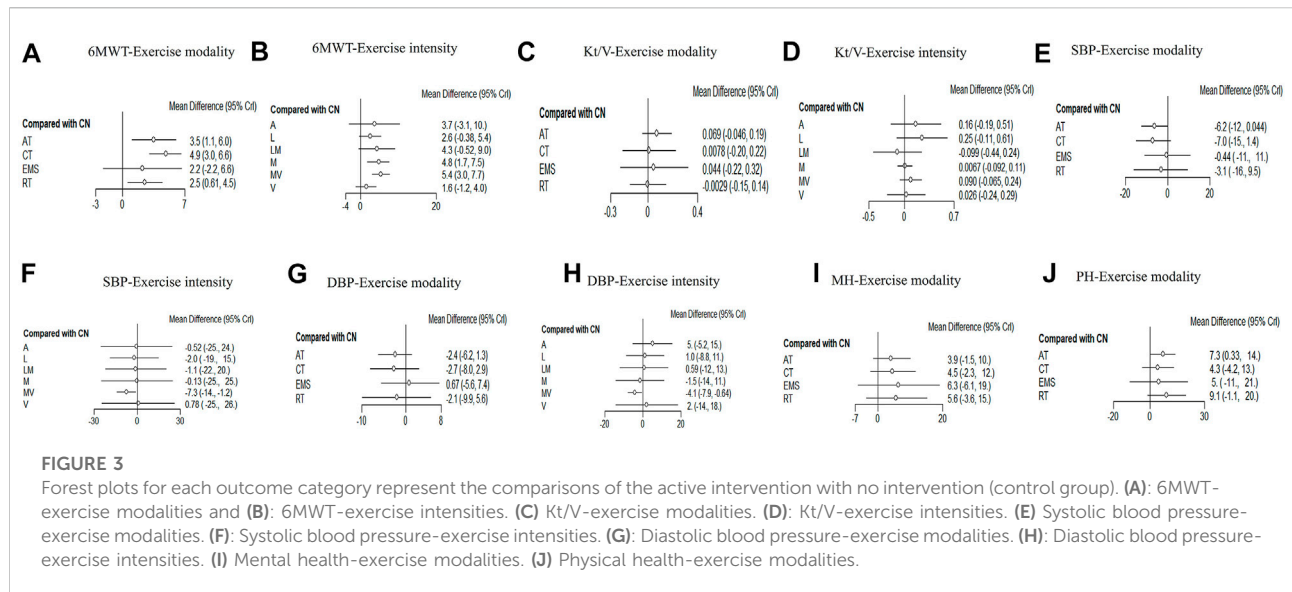 A
6MWT-Exercise modality
Mean Difference (95% CrI)
Compared with CN
AT 3.5 (1.1, 6.0)
CT 4.9 (3.0, 6.6)
EMS 2.2 (-2.2, 6.6)
RT 2.5 (0.61, 4.5)
-3 0 7
B
6MWT-Exercise intensity
Mean Difference (95% CrI)
Compared with CN
A 3.7 (-3.1, 10.)
L 2.6 (-0.38, 5.4)
LM 4.3 (-0.52, 9.0)
M 4.8 (1.7, 7.5)
MV 5.4 (3.0, 7.7)
V 1.6 (-1.2, 4.0)
-4 0 20
C
Kt/V-Exercise modality
Mean Difference (95% CrI)
Compared with CN
AT 0.069 (-0.046, 0.19)
CT 0.0078 (-0.20, 0.22)
EMS 0.044 (-0.22, 0.32)
RT -0.0029 (-0.15, 0.14)
-0.3 0 0.4
D
Kt/V-Exercise intensity
Mean Difference (95% CrI)
Compared with CN
A 0.16 (-0.19, 0.51)
L 0.25 (-0.11, 0.61)
LM -0.099 (-0.44, 0.24)
M 0.0067 (-0.092, 0.11)
MV 0.090 (-0.065, 0.24)
V 0.026 (-0.24, 0.29)
-0.5 0 0.7
E
SBP-Exercise modality
Mean Difference (95% CrI)
Compared with CN
AT -6.2 (-12., 0.044)
CT -7.0 (-15., 1.4)
EMS -0.44 (-11., 11.)
RT -3.1 (-16., 9.5)
-20 0 20
F
SBP-Exercise intensity
Mean Difference (95% CrI)
Compared with CN
A -0.52 (-25., 24.)
L -2.0 (-19., 15.)
LM -1.1 (-22., 20.)
M -0.13 (-25., 25.)
MV -7.3 (-14., -1.2)
V 0.78 (-25., 26.)
-30 0 30
G
DBP-Exercise modality
Mean Difference (95% CrI)
Compared with CN
AT -2.4 (-6.2, 1.3)
CT -2.7 (-8.0, 2.9)
EMS 0.67 (-5.6, 7.4)
RT -2.1 (-9.9, 5.6)
-10 0 8
H
DBP-Exercise intensity
Mean Difference (95% CrI)
Compared with CN
A 5. (-5.2, 15.)
L 1.0 (-8.8, 11.)
LM 0.59 (-12, 13.)
M -1.5 (-14., 11.)
MV -4.1 (-7.9, -0.64)
V 2. (-14., 18.)
-20 0 20
I
MH-Exercise modality
Mean Difference (95% CrI)
Compared with CN
AT 3.9 (-1.5, 10.)
CT 4.5 (-2.3, 12.)
EMS 6.3 (-6.1, 19.)
RT 5.6 (-3.6, 15.)
-7 0 20
J
PH-Exercise modality
Mean Difference (95% CrI)
Compared with CN
AT 7.3 (0.33, 14.)
CT 4.3 (-4.2, 13.)
EMS 5. (-11., 21.)
RT 9.1 (-1.1, 20.)
-20 0 30
FIGURE 3
Forest plots for each outcome category represent the comparisons of the active intervention with no intervention (control group). (A): 6MWT-
exercise modalities and (B): 6MWT-exercise intensities. (C) Kt/V-exercise modalities. (D): Kt/V-exercise intensities. (E) Systolic blood pressure-
exercise modalities. (F): Systolic blood pressure-exercise intensities. (G): Diastolic blood pressure-exercise modalities. (H): Diastolic blood pressure-
exercise intensities. (I) Mental health-exercise modalities. (J) Physical health-exercise modalities.